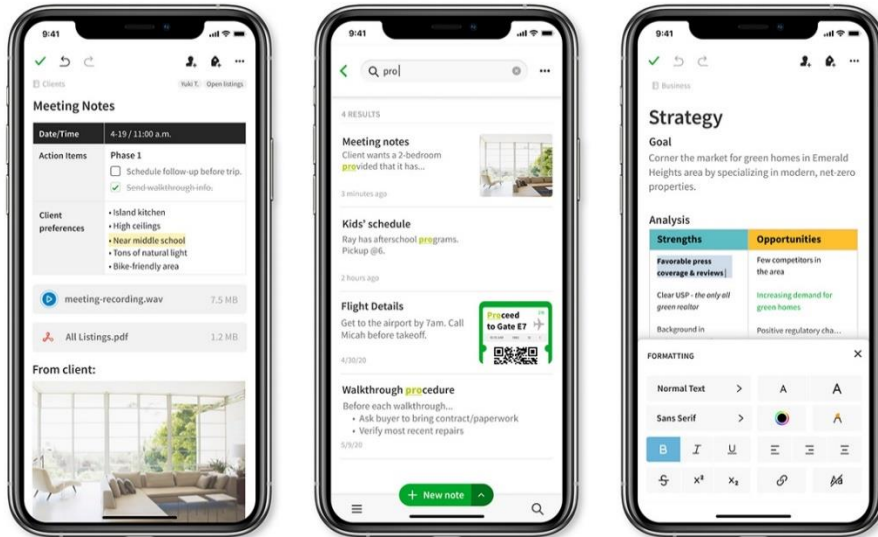 9:41
Clients
Yuki T.
Open listings
Meeting Notes
Date/Time
4-19 / 11:00 a.m.
Action Items
Phase 1
Schedule follow-up before trip.
Send walkthrough info.
Client
preferences
• Island kitchen
• High ceilings
• Near middle school
• Tons of natural light
• Bike-friendly area
meeting-recording.wav
7.5 MB
All Listings.pdf
1.2 MB
From client:
9:41
pro
4 RESULTS
Meeting notes
Client wants a 2-bedroom
provided that it has...
3 minutes ago
Kids' schedule
Ray has afterschool programs.
Pickup @6.
2 hours ago
Flight Details
Get to the airport by 7am. Call
Micah before takeoff.
4/30/20
Proceed
to Gate E7
Walkthrough procedure
Before each walkthrough...
• Ask buyer to bring contract/paperwork
• Verify most recent repairs
5/9/20
+ New note
9:41
Business
Strategy
Goal
Corner the market for green homes in Emerald
Heights area by specializing in modern, net-zero
properties.
Analysis
Strengths
Opportunities
Favorable press
coverage & reviews
Few competitors in
the area
Clear USP - the only all
green realtor
Increasing demand for
green homes
Background in
Positive regulatory cha...
FORMATTING
Normal Text
A
A
Sans Serif
A
B
I
U
S
X²
X₂